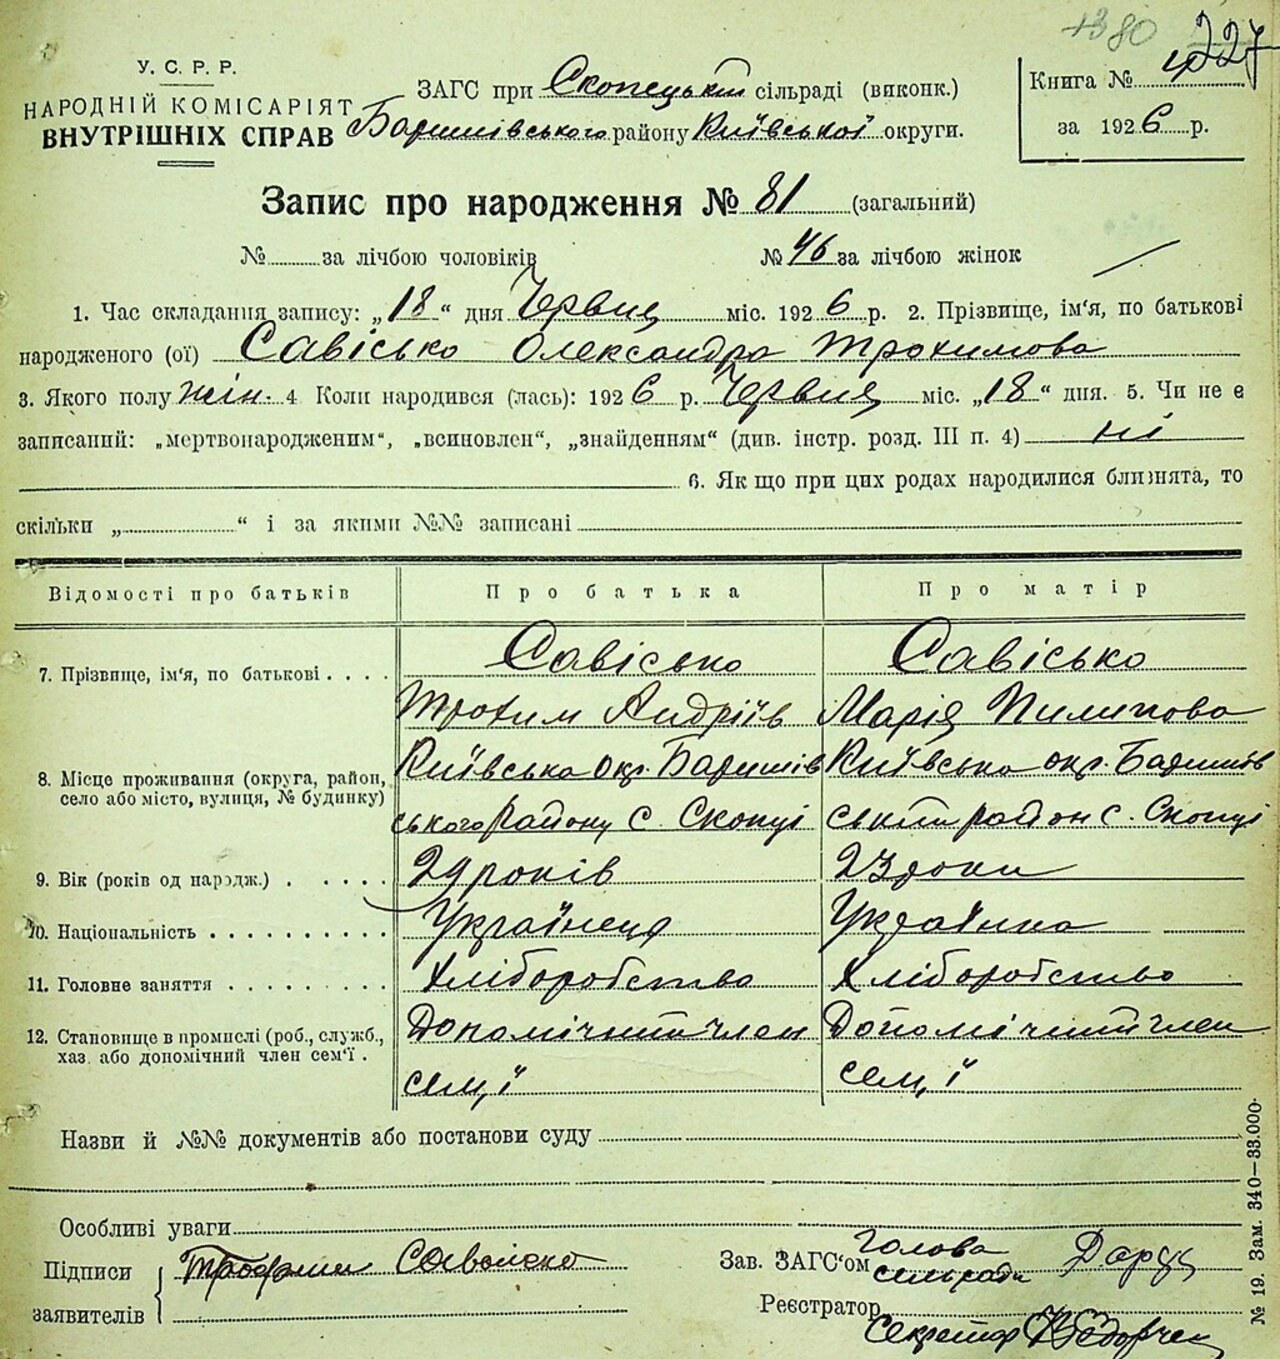 227
У. С. Р. Р.
НАРОДНІЙ КОМІСАРІЯТ
ВНУТРІШНІХ СПРАВ
ЗАГС при Скопецькій сільраді (виконк.)
Баришівського району Київської округи.
Книга №
за 1926 р.
Запис про народження № 81 (загальний)
№ за лічбою чоловіків № 46 за лічбою жінок
1. Час складання запису: „18“ дня Червця міс. 1926 р. 2. Прізвище, ім'я, по батькові
народженого (ої) Савісько Олександра Трохимова
3. Якого полу жін. 4 Коли народився (лась): 1926 р. Червця міс. „18“ дня. 5. Чи не є
записаний: „мертвонародженим“, „всиновлен“, „знайденням“ (див. інстр. розд. III п. 4) ні
6. Як що при цих родах народилися близнята, то
скільки „ “ і за якими №№ записані
Відомості про батьків Про батька Про матір
7. Прізвище, ім'я, по батькові . . . . Савісько Савісько
Трохим Андріїв Марія Пилипова
8. Місце проживання (округа, район, село або місто, вулиця, № будинку) Київська окр. Баришів Київська окр. Баришів
ського району с. Скопці ський район с. Скопці
9. Вік (років од народж.) . . . . . 29 років 23 роки
10. Національність . . . . . . . . . . Українець Українка
11. Головне заняття . . . . . . . . . Хліборобство Хліборобство
12. Становище в промислі (роб., служб., хаз. або допомічний член сем'ї . Допомічний член Допомічний член
сем,ї сем,ї
Назви й №№ документів або постанови суду
Особливі уваги
Підписи заявителів Трофим Савісько
Зав. ЗАГС'ом Голова сельради
Реєстратор
Секретар
№ 19. Зам. 340—33.000.